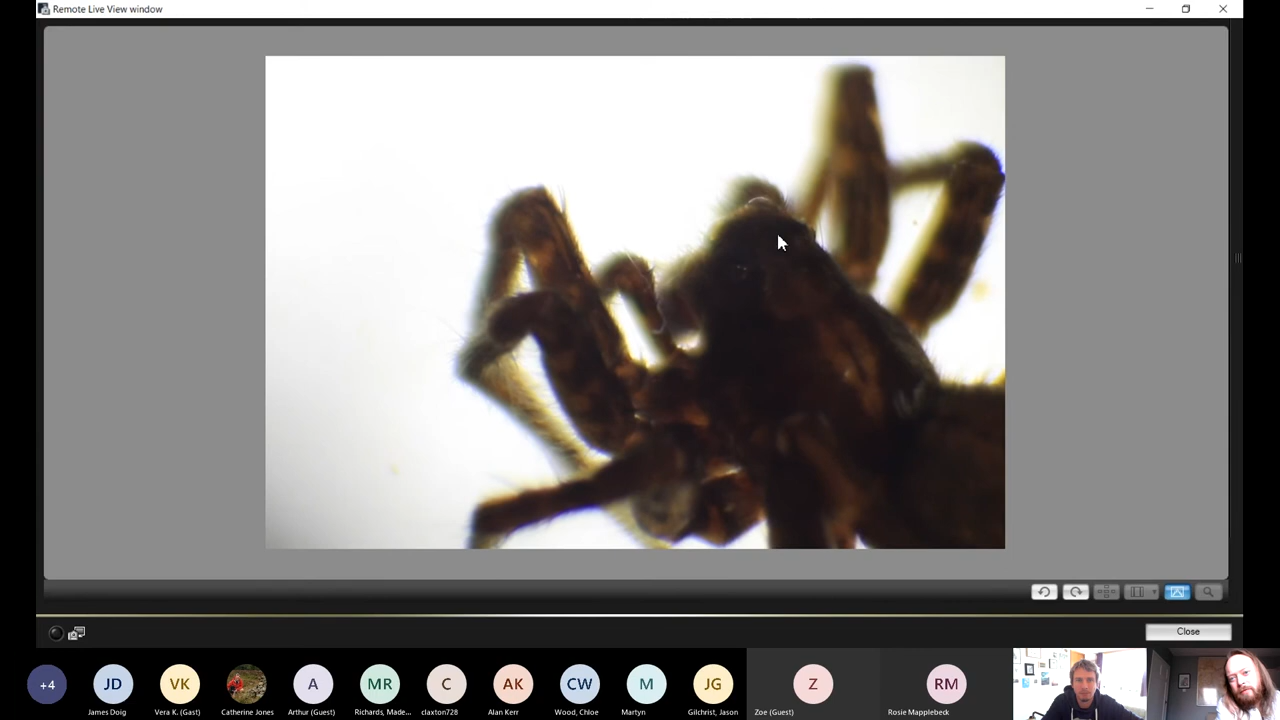 Remote Live View window
Close
+4
JD
VK
A
MR
C
AK
CW
M
JG
Z
RM
James Doig
Vera K. (Gast)
Catherine Jones
Arthur (Guest)
Richards, Made...
claxton728
Alan Kerr
Wood, Chloe
Martyn
Gilchrist, Jason
Zoe (Guest)
Rosie Mapplebeck